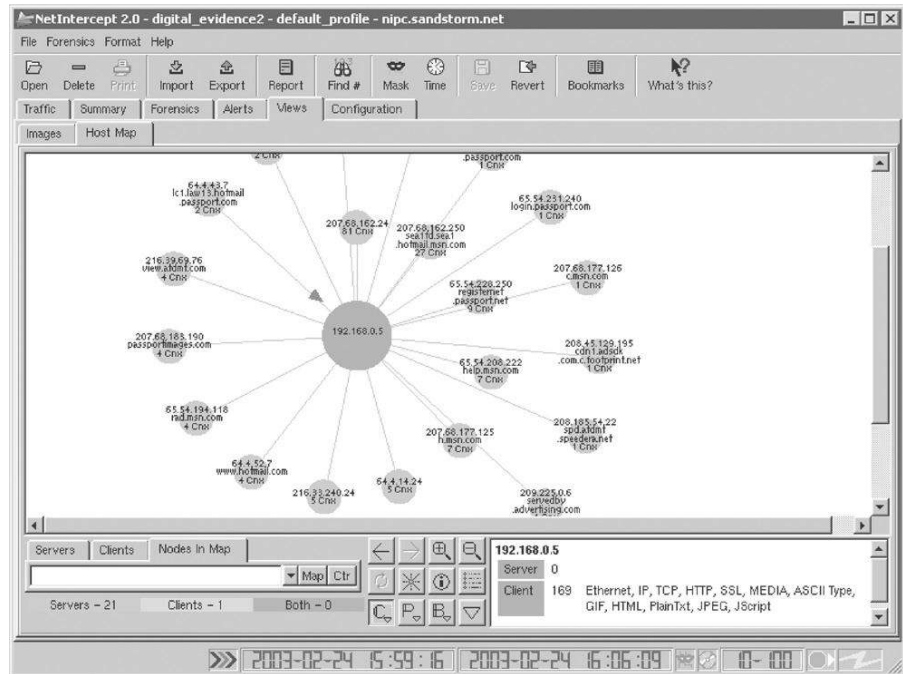 NetIntercept 2.0 - digital_evidence2 - default_profile - nipc.sandstorm.net
File Forensics Format Help
Open Delete Print Import Export Report Find # Mask Time Save Revert Bookmarks What's this?
Traffic Summary Forensics Alerts Views Configuration
Images Host Map
2 Cnx
.passport.com
1 Cnx
64.4.43.7
lc1.law13.hotmail
.passport.com
2 Cnx
65.54.231.240
login.passport.com
1 Cnx
207.68.162.24
81 Cnx
207.68.162.250
sea1fd.sea1
.hotmail.msn.com
27 Cnx
216.39.69.76
view.atdmt.com
4 Cnx
207.68.177.126
c.msn.com
1 Cnx
65.54.228.250
registernet
.passport.net
9 Cnx
192.168.0.5
207.68.183.190
passportimages.com
4 Cnx
208.45.129.195
cdn1.adsdk
.com.c.footprint.net
1 Cnx
65.54.208.222
help.msn.com
7 Cnx
65.54.194.118
rad.msn.com
4 Cnx
207.68.177.125
h.msn.com
7 Cnx
208.185.54.22
spd.atdmt
.speedera.net
1 Cnx
64.4.52.7
www.hotmail.com
4 Cnx
216.33.240.24
5 Cnx
64.4.14.24
5 Cnx
209.225.0.6
servedby
.advertising.com
Servers Clients Nodes In Map
Map Ctr
Servers - 21 Clients - 1 Both - 0
C P B
192.168.0.5
Server 0
Client 169 Ethernet, IP, TCP, HTTP, SSL, MEDIA, ASCII Type,
GIF, HTML, PlainTxt, JPEG, JScript
2003-02-24 15:59:16 2003-02-24 16:06:09 10-100